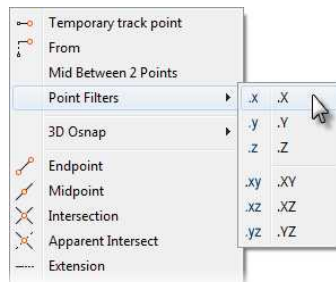 Temporary track point
From
Mid Between 2 Points
Point Filters
.x .X
.y .Y
.z .Z
.xy .XY
.xz .XZ
.yz .YZ
3D Osnap
Endpoint
Midpoint
Intersection
Apparent Intersect
Extension